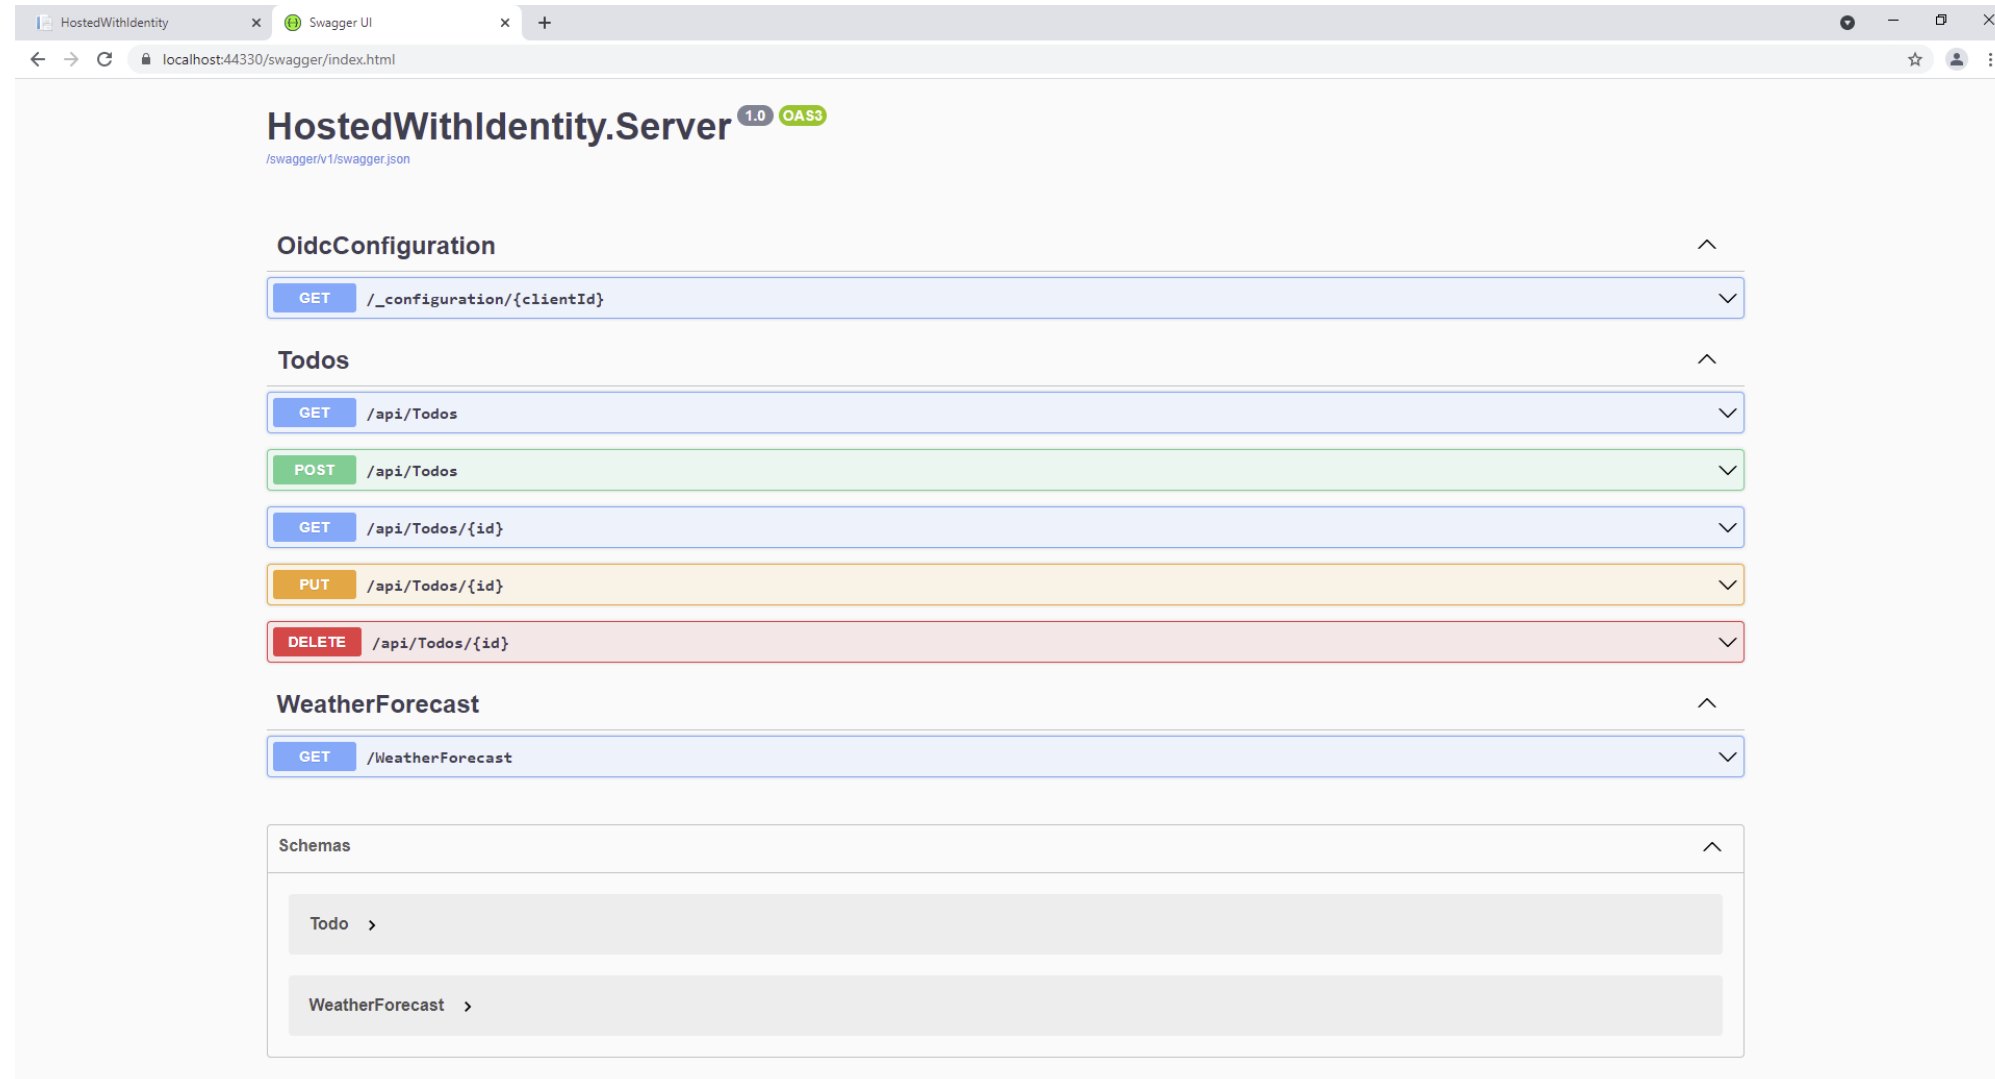 HostedWithIdentity
Swagger UI
localhost:44330/swagger/index.html
HostedWithIdentity.Server 1.0 OAS3
/swagger/v1/swagger.json
OidcConfiguration
GET /_configuration/{clientId}
Todos
GET /api/Todos
POST /api/Todos
GET /api/Todos/{id}
PUT /api/Todos/{id}
DELETE /api/Todos/{id}
WeatherForecast
GET /WeatherForecast
Schemas
Todo
WeatherForecast